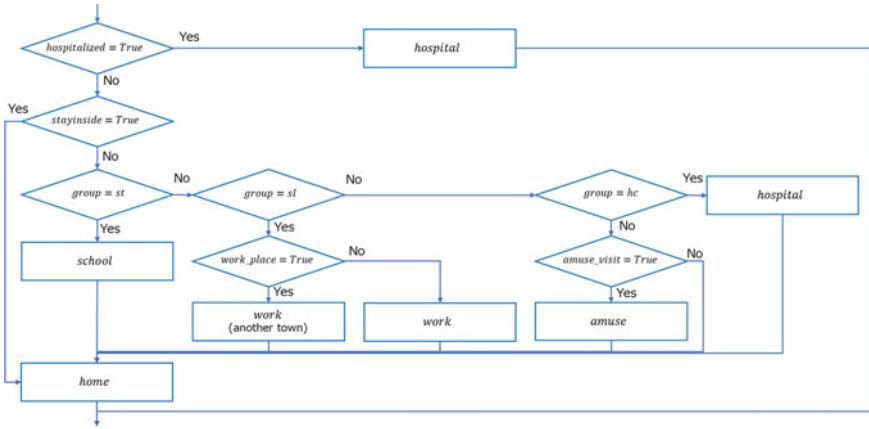 hospitalized = True
Yes
hospital
No
Yes
stayinside = True
No
group = st
No
group = sl
No
group = hc
Yes
hospital
Yes
Yes
No
school
work_place = True
No
amuse_visit = True
No
Yes
Yes
work
(another town)
work
amuse
home